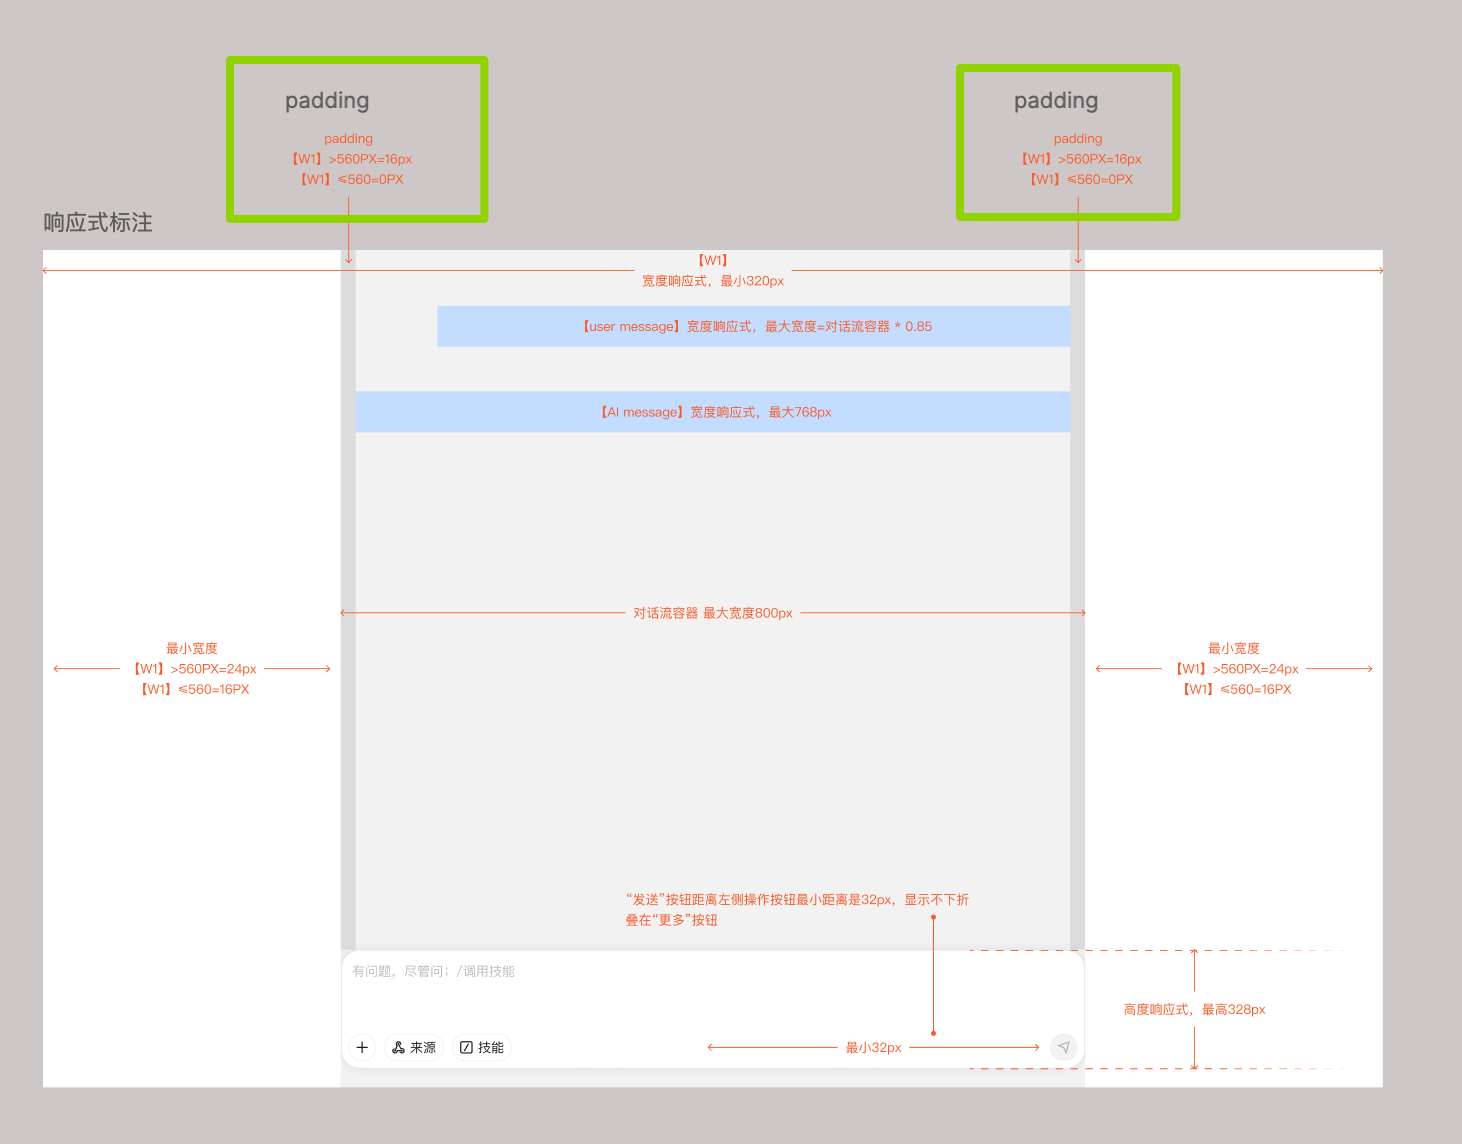 padding
padding
【W1】>560PX=16px
【W1】≤560=0PX
padding
padding
【W1】>560PX=16px
【W1】≤560=0PX
响应式标注
【W1】
宽度响应式，最小320px
【user message】宽度响应式，最大宽度=对话流容器 * 0.85
【AI message】宽度响应式，最大768px
对话流容器 最大宽度800px
最小宽度
【W1】>560PX=24px
【W1】≤560=16PX
最小宽度
【W1】>560PX=24px
【W1】≤560=16PX
“发送”按钮距离左侧操作按钮最小距离是32px，显示不下折
叠在“更多”按钮
有问题，尽管问；/调用技能
高度响应式，最高328px
来源
技能
最小32px